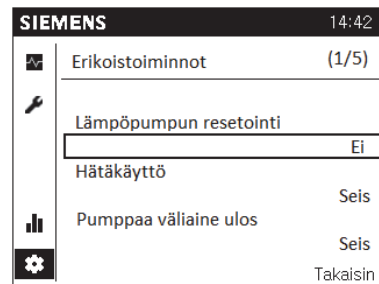 SIEMENS 14:42
Erikoistoiminnot (1/5)
Lämpöpumpun resetointi
Ei
Hätäkäyttö
Seis
Pumppaa väliaine ulos
Seis
Takaisin